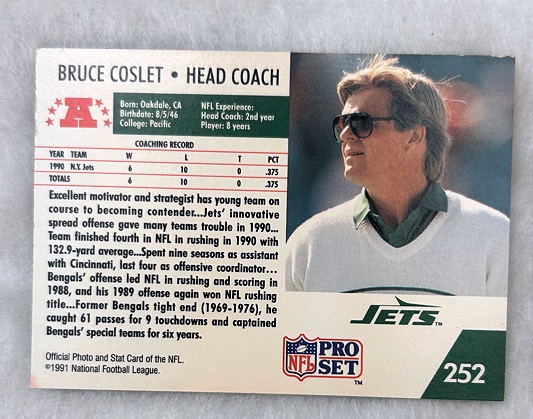 BRUCE COSLET • HEAD COACH
A
Born: Oakdale, CA
Birthdate: 8/5/46
College: Pacific
NFL Experience:
Head Coach: 2nd year
Player: 8 years
COACHING RECORD
YEAR TEAM W L T PCT
1990 N.Y. Jets 6 10 0 .375
TOTALS 6 10 0 .375
Excellent motivator and strategist has young team on
course to becoming contender...Jets' innovative
spread offense gave many teams trouble in 1990...
Team finished fourth in NFL in rushing in 1990 with
132.9-yard average...Spent nine seasons as assistant
with Cincinnati, last four as offensive coordinator...
Bengals' offense led NFL in rushing and scoring in
1988, and his 1989 offense again won NFL rushing
title...Former Bengals tight end (1969-1976), he
caught 61 passes for 9 touchdowns and captained
Bengals' special teams for six years.
Official Photo and Stat Card of the NFL.
©1991 National Football League.
JETS™
NFL PRO SET™
252